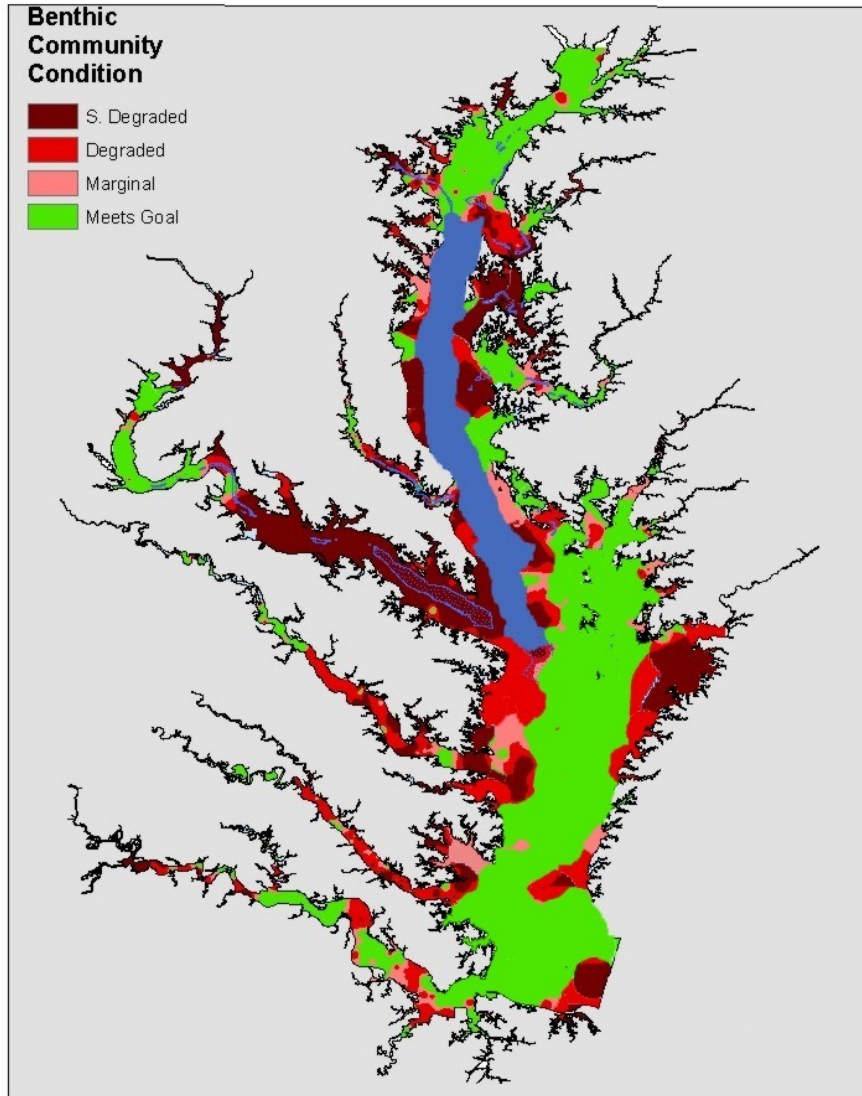 Benthic
Community
Condition
S. Degraded
Degraded
Marginal
Meets Goal